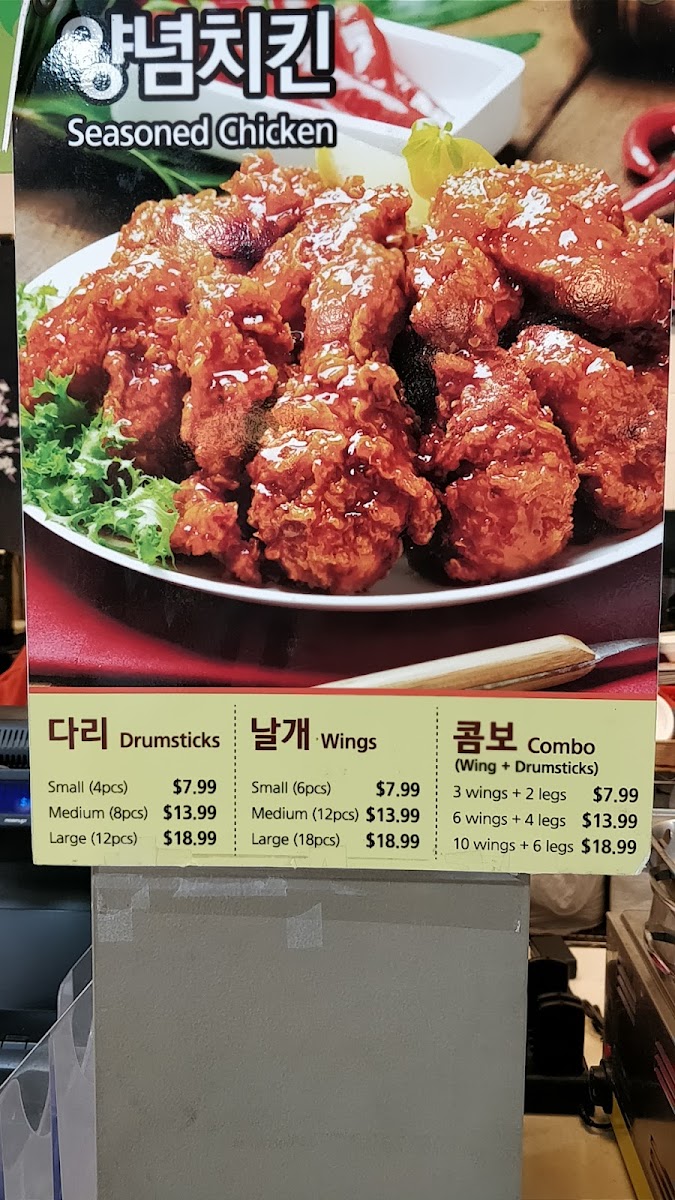 양념치킨
Seasoned Chicken
다리 Drumsticks
Small (4pcs) $7.99
Medium (8pcs) $13.99
Large (12pcs) $18.99
날개 Wings
Small (6pcs) $7.99
Medium (12pcs) $13.99
Large (18pcs) $18.99
콤보 Combo
(Wing + Drumsticks)
3 wings + 2 legs $7.99
6 wings + 4 legs $13.99
10 wings + 6 legs $18.99